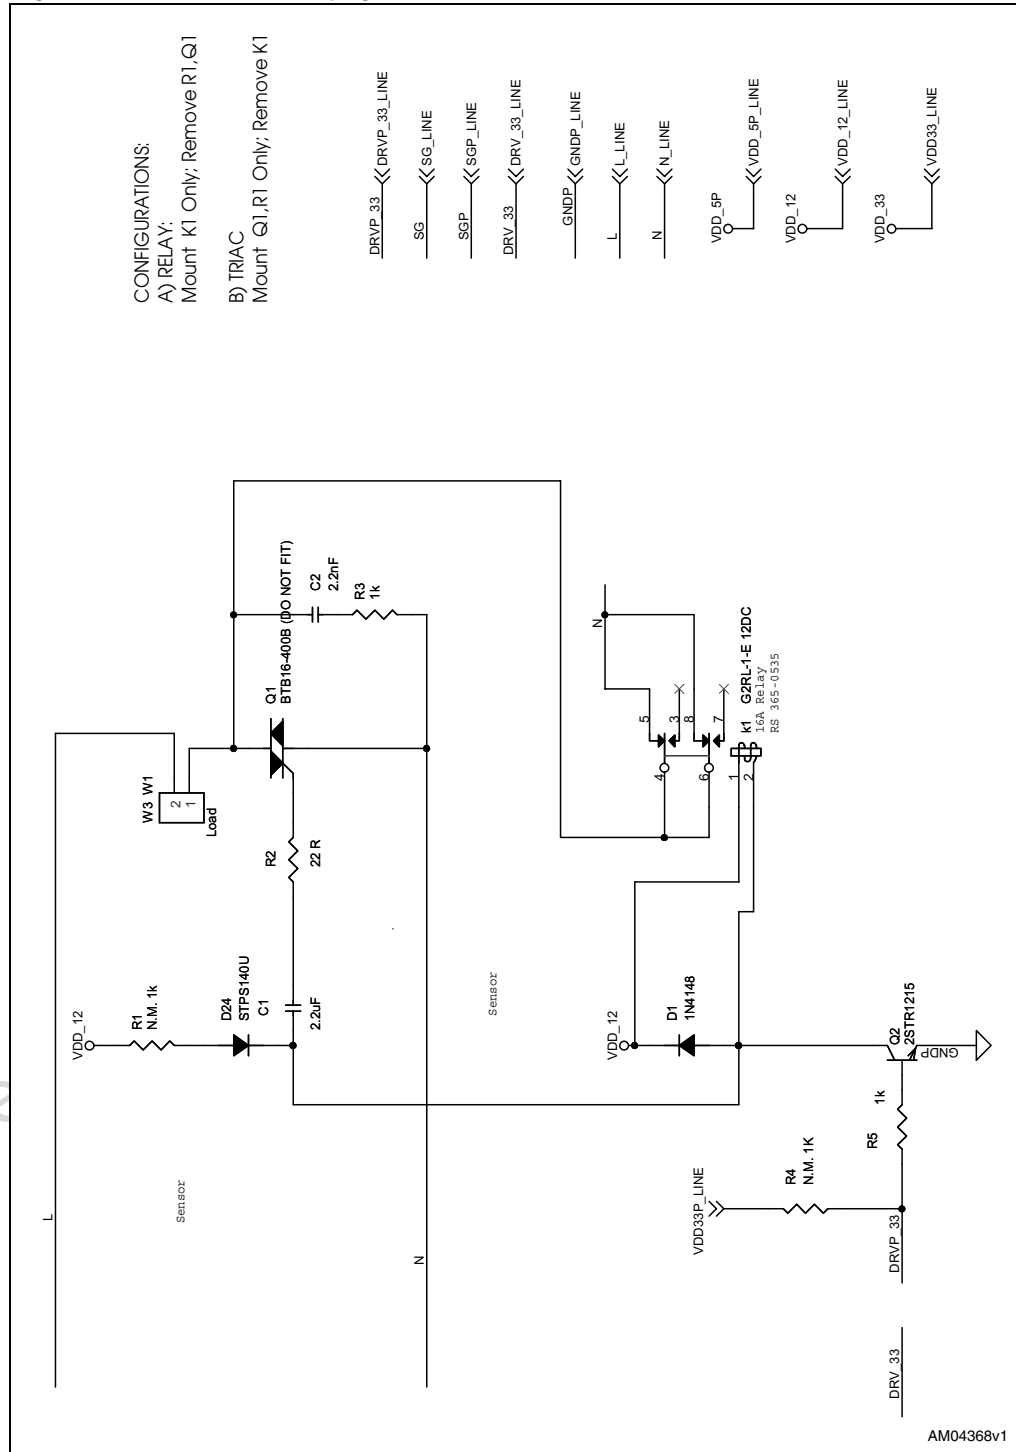 CONFIGURATIONS:
A) RELAY:
Mount K1 Only; Remove R1,Q1
B) TRIAC
Mount Q1,R1 Only; Remove K1
DRVP_33
DRVP_33_LINE
SG
SG_LINE
SGP
SGP_LINE
DRV_33
DRV_33_LINE
GNDP
GNDP_LINE
L
L_LINE
N
N_LINE
VDD_5P
VDD_5P_LINE
VDD_12
VDD_12_LINE
VDD_33
VDD33_LINE
L
W3 W1
2
1
Load
Q1
BTB16-400B (DO NOT FIT)
C2
2.2nF
R3
1k
R2
22 R
VDD_12
R1
N.M. 1k
D24
STPS140U
C1
2.2uF
Sensor
Sensor
N
N
5
3
8
7
4
6
1
2
k1 G2RL-1-E 12DC
16A Relay
RS 365-0535
VDD_12
D1
1N4148
Q2
2STR1215
GNDP
1k
R5
R4
N.M. 1K
VDD33P_LINE
DRVP_33
DRV_33
AM04368v1